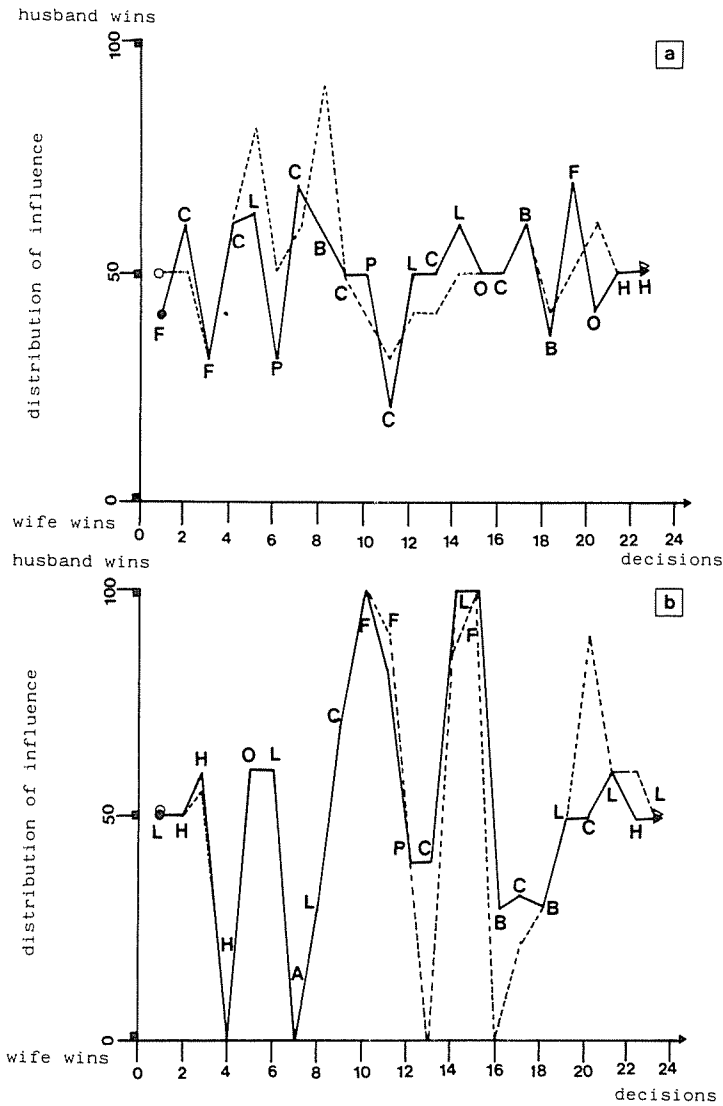 husband wins
100
a
distribution of influence
C
C
L
C
B
C
P
L
C
L
B
F
50
F
F
P
C
O
C
B
O
H
H
0
wife wins
0 2 4 6 8 10 12 14 16 18 20 22 24
husband wins
decisions
100
b
distribution of influence
L
F
F
F
C
H
O
L
50
L
H
P
C
L
C
L
H
L
L
B
C
B
H
A
0
wife wins
0 2 4 6 8 10 12 14 16 18 20 22 24
decisions